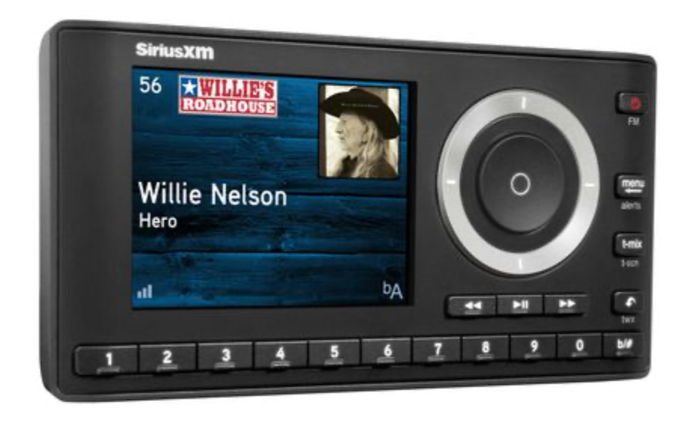 SiriusXM
56
WILLIE'S
ROADHOUSE
Willie Nelson
Hero
bA
FM
menu
alerts
t-mix
t-scn
twx
1 2 3 4 5 6 7 8 9 0 b/#